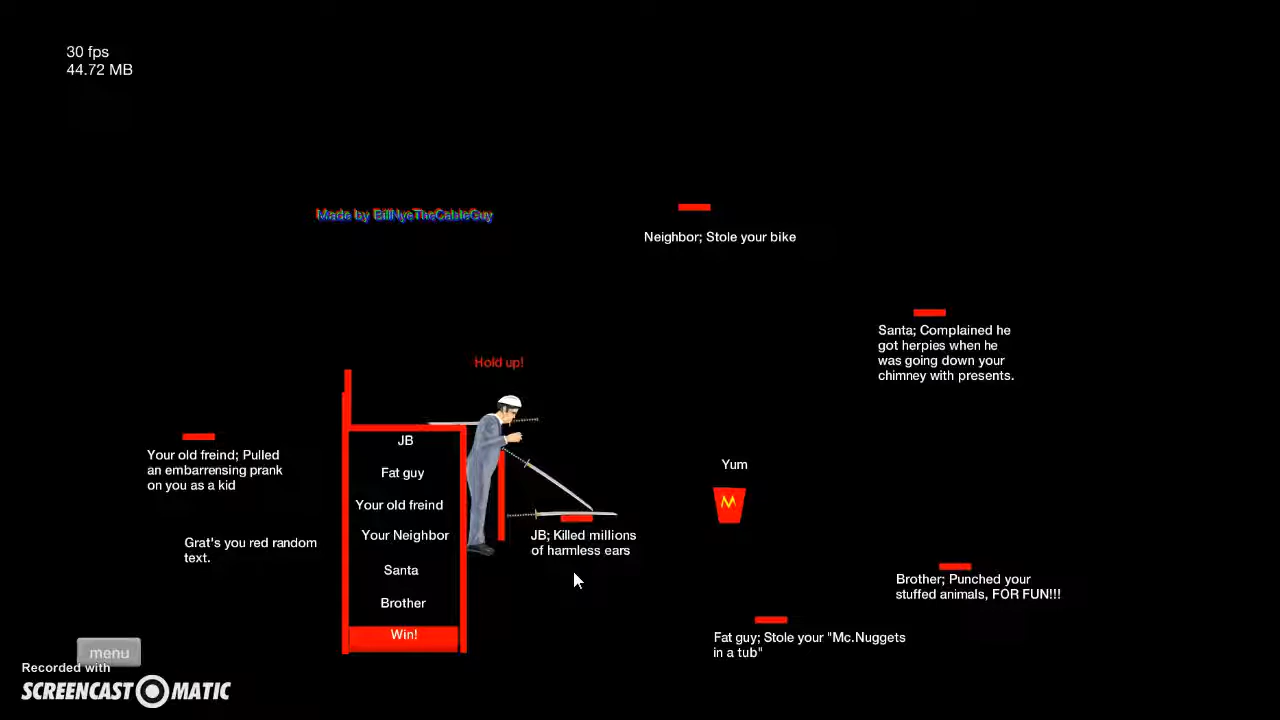 30 fps
44.72 MB
Made by BillNyeTheCableGuy
Neighbor; Stole your bike
Santa; Complained he
got herpies when he
was going down your
chimney with presents.
Hold up!
JB
Fat guy
Your old freind
Your Neighbor
Santa
Brother
Win!
Your old freind; Pulled
an embarrensing prank
on you as a kid
Grat's you red random
text.
JB; Killed millions
of harmless ears
Yum
M
Brother; Punched your
stuffed animals, FOR FUN!!!
Fat guy; Stole your "Mc.Nuggets
in a tub"
menu
Recorded with
SCREENCAST-O-MATIC